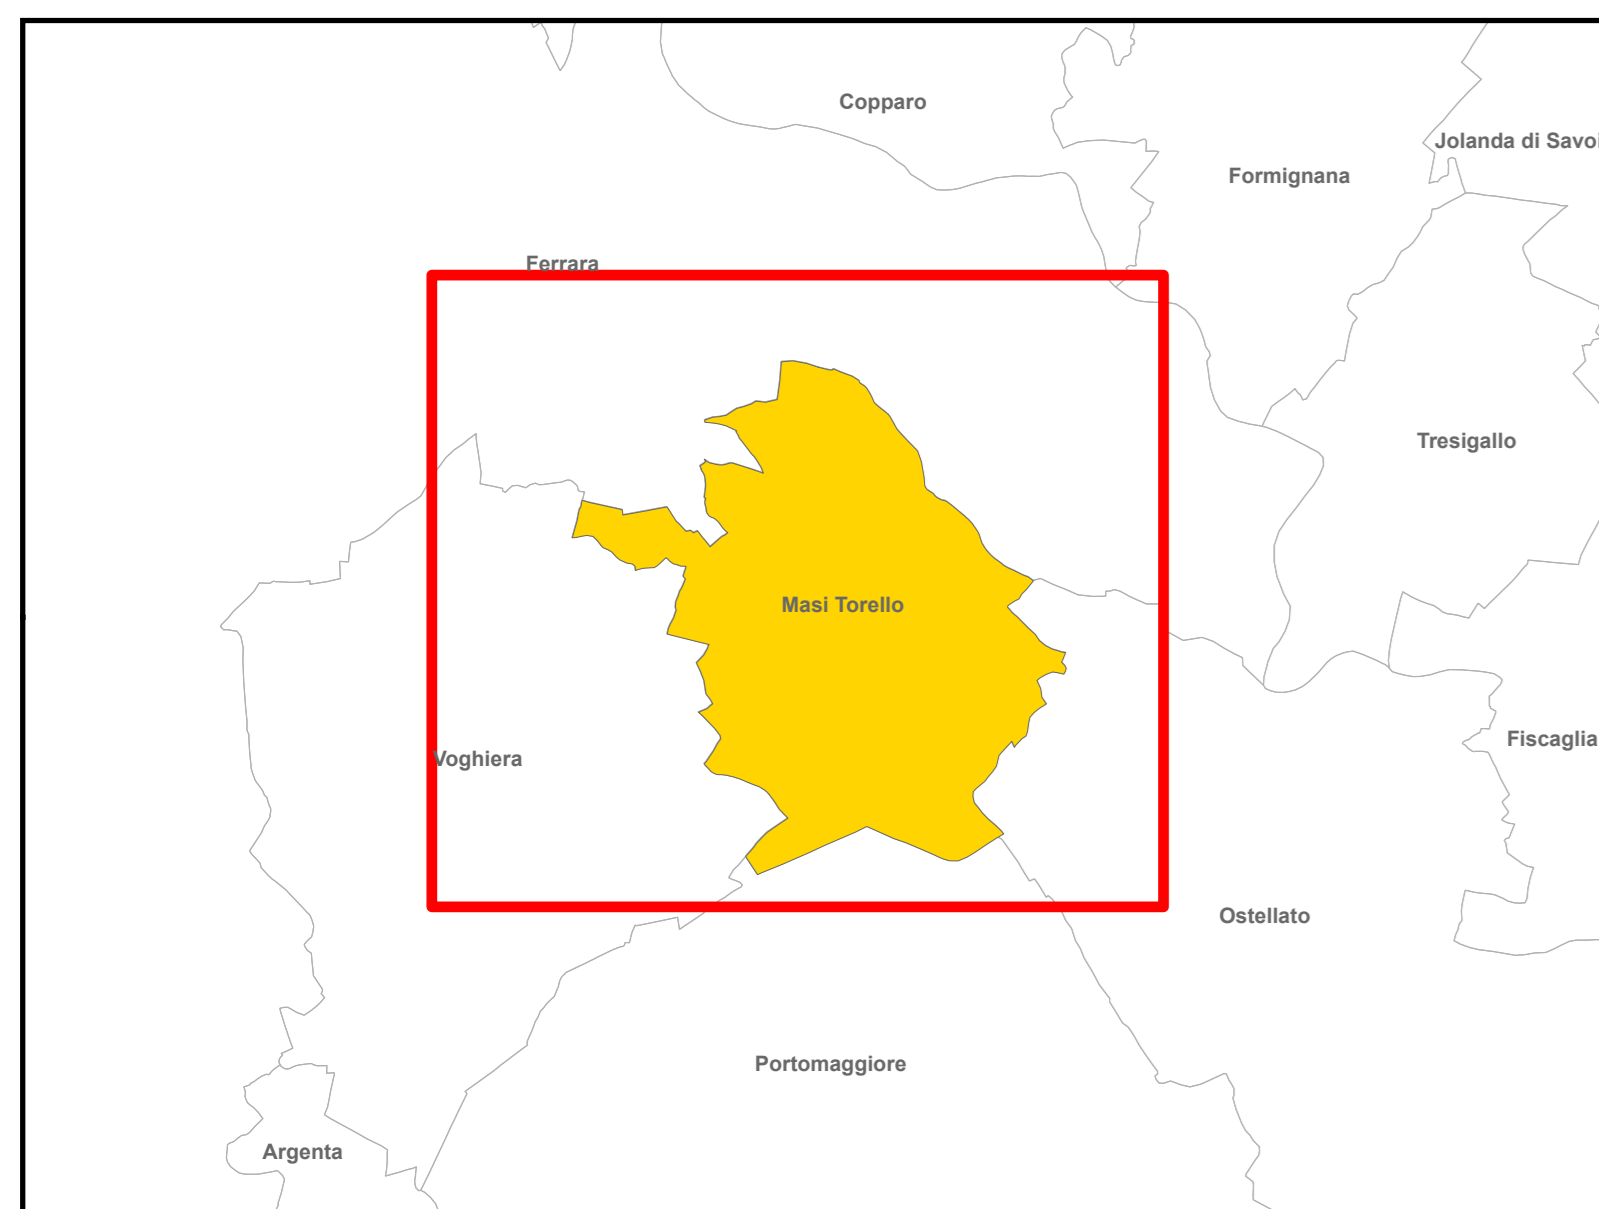 Copparo
Jolanda di Savoi
Formignana
Ferrara
Tresigallo
Masi Torello
Fiscaglia
Voghiera
Ostellato
Portomaggiore
Argenta